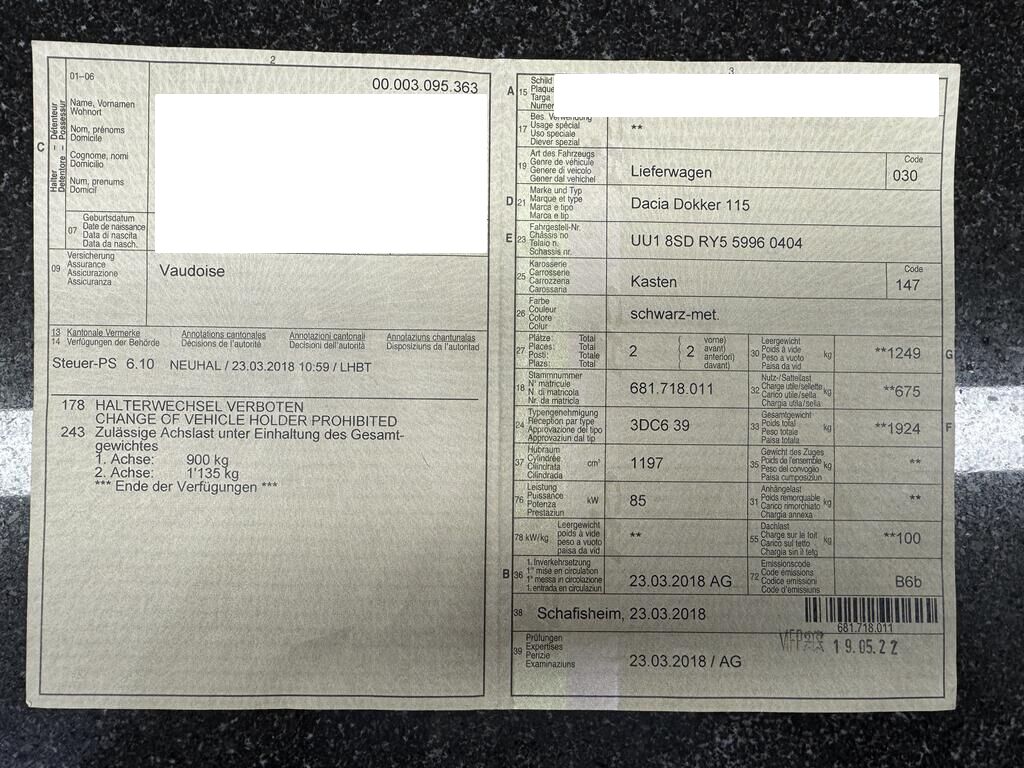 2
00.003.095.363
01–06
Halter – Détenteur
Detentore – Possessur
C
Name, Vornamen
Wohnort
Nom, prénoms
Domicile
Cognome, nomi
Domicilio
Num, prenums
Domicil
07
Geburtsdatum
Date de naissance
Data di nascita
Data da nasch.
09
Versicherung
Assurance
Assicurazione
Assicuranza
Vaudoise
13 Kantonale Vermerke Annotations cantonales Annotazioni cantonali Annotaziuns chantunalas
14 Verfügungen der Behörde Décisions de l'autorité Decisioni dell'autorità Disposiziuns da l'autoritad
Steuer-PS 6.10 NEUHAL / 23.03.2018 10:59 / LHBT
178 HALTERWECHSEL VERBOTEN
CHANGE OF VEHICLE HOLDER PROHIBITED
243 Zulässige Achslast unter Einhaltung des Gesamt-
gewichtes
1. Achse: 900 kg
2. Achse: 1'135 kg
*** Ende der Verfügungen ***
3
A 15
Schild
Plaque
Targa
Numer
17
Bes. Verwendung
Usage spécial
Uso speciale
Diever spezial
**
19
Art des Fahrzeugs
Genre de véhicule
Genere di veicolo
Gener dal vehichel
Lieferwagen
Code
030
D 21
Marke und Typ
Marque et type
Marca e tipo
Marca e tip
Dacia Dokker 115
E 23
Fahrgestell-Nr.
Châssis no
Telaio n.
Schassis nr.
UU1 8SD RY5 5996 0404
25
Karosserie
Carrosserie
Carrozzeria
Carossaria
Kasten
Code
147
26
Farbe
Couleur
Colore
Colur
schwarz-met.
27
Plätze: Total
Places: Total
Posti: Totale
Plazs: Total
2
vorne)
avant)
anteriori)
davant)
2
30
Leergewicht
Poids à vide
Peso a vuoto
Paisa da vid
kg
**1249
G
18
Stammnummer
N° matricule
N. di matricola
Nr. da matricla
681.718.011
32
Nutz-/Sattellast
Charge utile/sellette
Carico utile/sella
Chargia utila/sella
kg
**675
24
Typengenehmigung
Réception par type
Approvazione del tipo
Approvaziun dal tip
3DC6 39
33
Gesamtgewicht
Poids total
Peso totale
Paisa totala
kg
**1924
F
37
Hubraum
Cylindrée
Cilindrata
Cilindrada
cm³
1197
35
Gewicht des Zuges
Poids de l'ensemble
Peso del convoglio
Paisa cumposiziun
kg
**
76
Leistung
Puissance
Potenza
Prestaziun
kW
85
31
Anhängelast
Poids remorquable
Carico rimorchiato
Chargia annexa
kg
**
78 kW/kg
Leergewicht
poids à vide
peso a vuoto
paisa da vid
**
55
Dachlast
Charge sur le toit
Carico sul tetto
Chargia sin il tetg
kg
**100
B 36
1. Inverkehrsetzung
1re mise en circulation
1a messa in circolazione
1. entrada en circulaziun
23.03.2018 AG
72
Emissionscode
Code émissions
Codice emissioni
Code d'emissiuns
B6b
38
Schafisheim, 23.03.2018
681.718.011
39
Prüfungen
Expertises
Perizie
Examinaziuns
23.03.2018 / AG
19.05.22